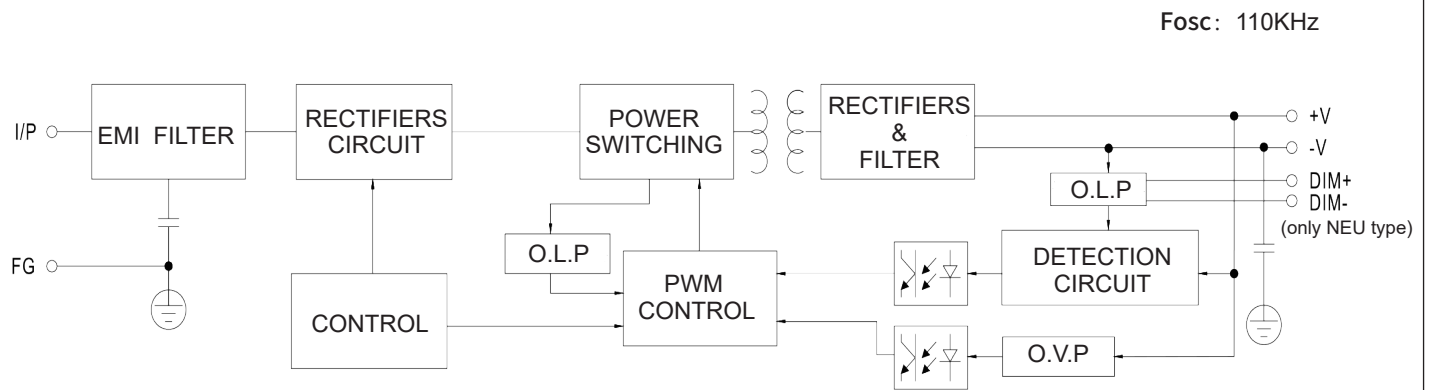 Fosc: 110KHz
I/P
EMI FILTER
RECTIFIERS
CIRCUIT
POWER
SWITCHING
RECTIFIERS
&
FILTER
+V
-V
DIM+
DIM-
(only NEU type)
O.L.P
FG
O.L.P
DETECTION
CIRCUIT
CONTROL
PWM
CONTROL
O.V.P